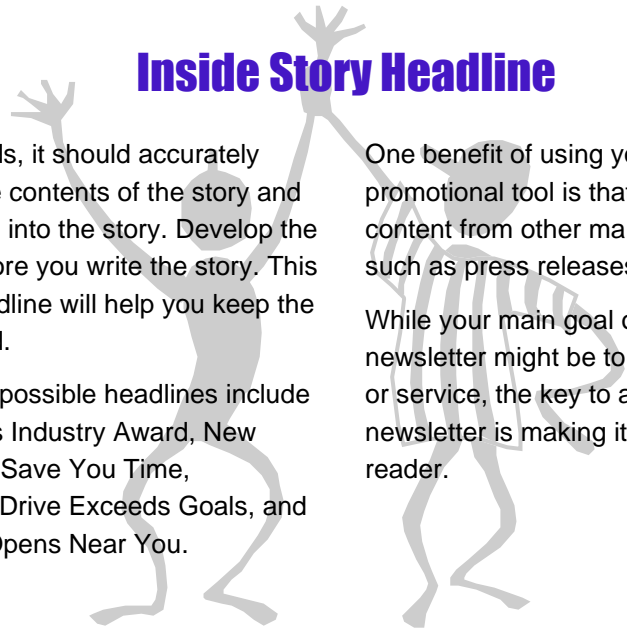 Inside Story Headline
ls, it should accurately
contents of the story and
into the story. Develop the
ore you write the story. This
dline will help you keep the
possible headlines include
s Industry Award, New
Save You Time,
Drive Exceeds Goals, and
Opens Near You.
One benefit of using yo
promotional tool is that
content from other ma
such as press releases
While your main goal o
newsletter might be to
or service, the key to a
newsletter is making it
reader.